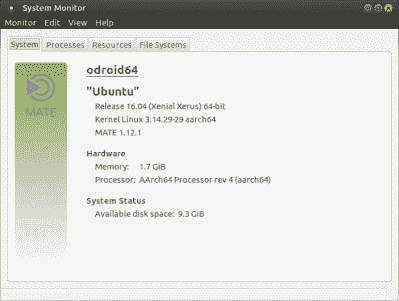 System Monitor
Monitor Edit View Help
System Processes Resources File Systems
MATE
odroid64
"Ubuntu"
Release 16.04 (Xenial Xerus) 64-bit
Kernel Linux 3.14.29-29 aarch64
MATE 1.12.1
Hardware
Memory: 1.7 GiB
Processor: AArch64 Processor rev 4 (aarch64)
System Status
Available disk space: 9.3 GiB